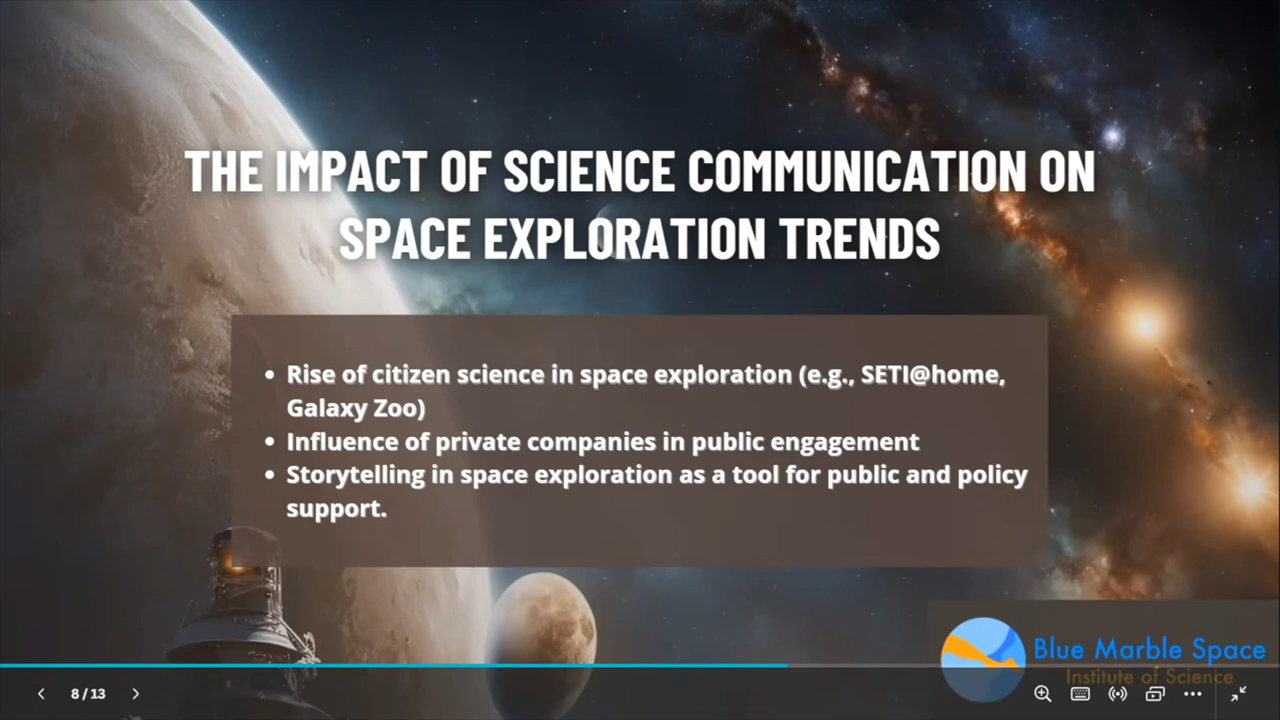 THE IMPACT OF SCIENCE COMMUNICATION ON
SPACE EXPLORATION TRENDS
• Rise of citizen science in space exploration (e.g., SETI@home,
Galaxy Zoo)
• Influence of private companies in public engagement
• Storytelling in space exploration as a tool for public and policy
support.
Blue Marble Space
Institute of Science
8 / 13